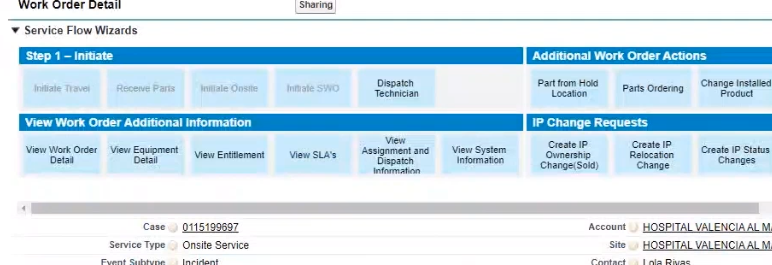 Work Order Detail
Sharing
Service Flow Wizards
Step 1 – Initiate
Additional Work Order Actions
Initiate Travel
Receive Parts
Initiate Onsite
Initiate SWO
Dispatch
Technician
Part from Hold
Location
Parts Ordering
Change Installed
Product
View Work Order Additional Information
IP Change Requests
View Work Order
Detail
View Equipment
Detail
View Entitlement
View SLA's
View
Assignment and
Dispatch
Information
View System
Information
Create IP
Ownership
Change(Sold)
Create IP
Relocation
Change
Create IP Status
Changes
Case 0115199697
Account HOSPITAL VALENCIA AL MA
Service Type Onsite Service
Site HOSPITAL VALENCIA AL MA
Event Subtype Incident
Contact Lola Rivas